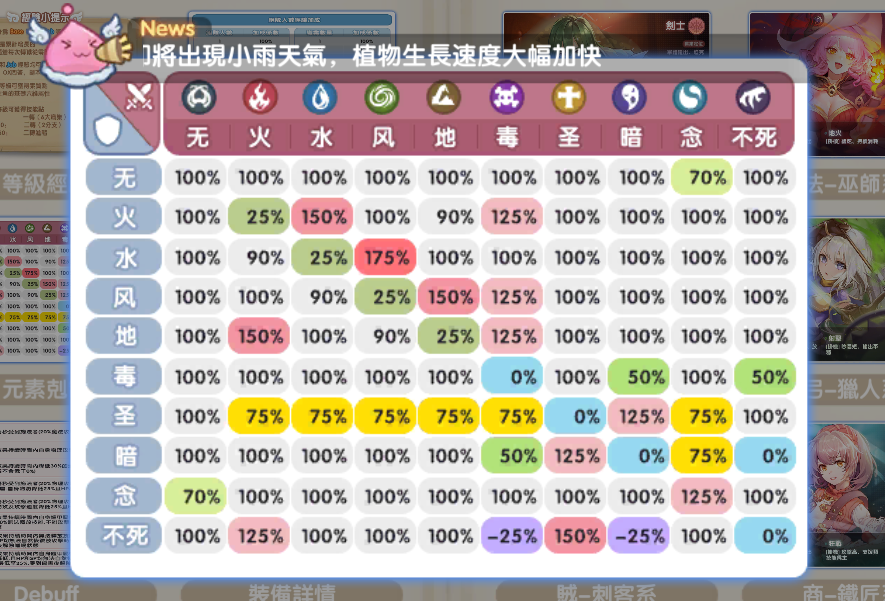 News
將出現小雨天氣，植物生長速度大幅加快
无 火 水 风 地 毒 圣 暗 念 不死
无 100% 100% 100% 100% 100% 100% 100% 100% 70% 100%
火 100% 25% 150% 100% 90% 125% 100% 100% 100% 100%
水 100% 90% 25% 175% 100% 100% 100% 100% 100% 100%
风 100% 100% 90% 25% 150% 125% 100% 100% 100% 100%
地 100% 150% 100% 90% 25% 125% 100% 100% 100% 100%
毒 100% 100% 100% 100% 100% 0% 100% 50% 100% 50%
圣 100% 75% 75% 75% 75% 75% 0% 125% 75% 100%
暗 100% 100% 100% 100% 100% 50% 125% 0% 75% 0%
念 70% 100% 100% 100% 100% 100% 100% 100% 125% 100%
不死 100% 125% 100% 100% 100% -25% 150% -25% 100% 0%
劍士
等級經
法-巫師
元素剋
弓-獵人
Debuff
裝備詳情
賊-刺客系
商-鐵匠